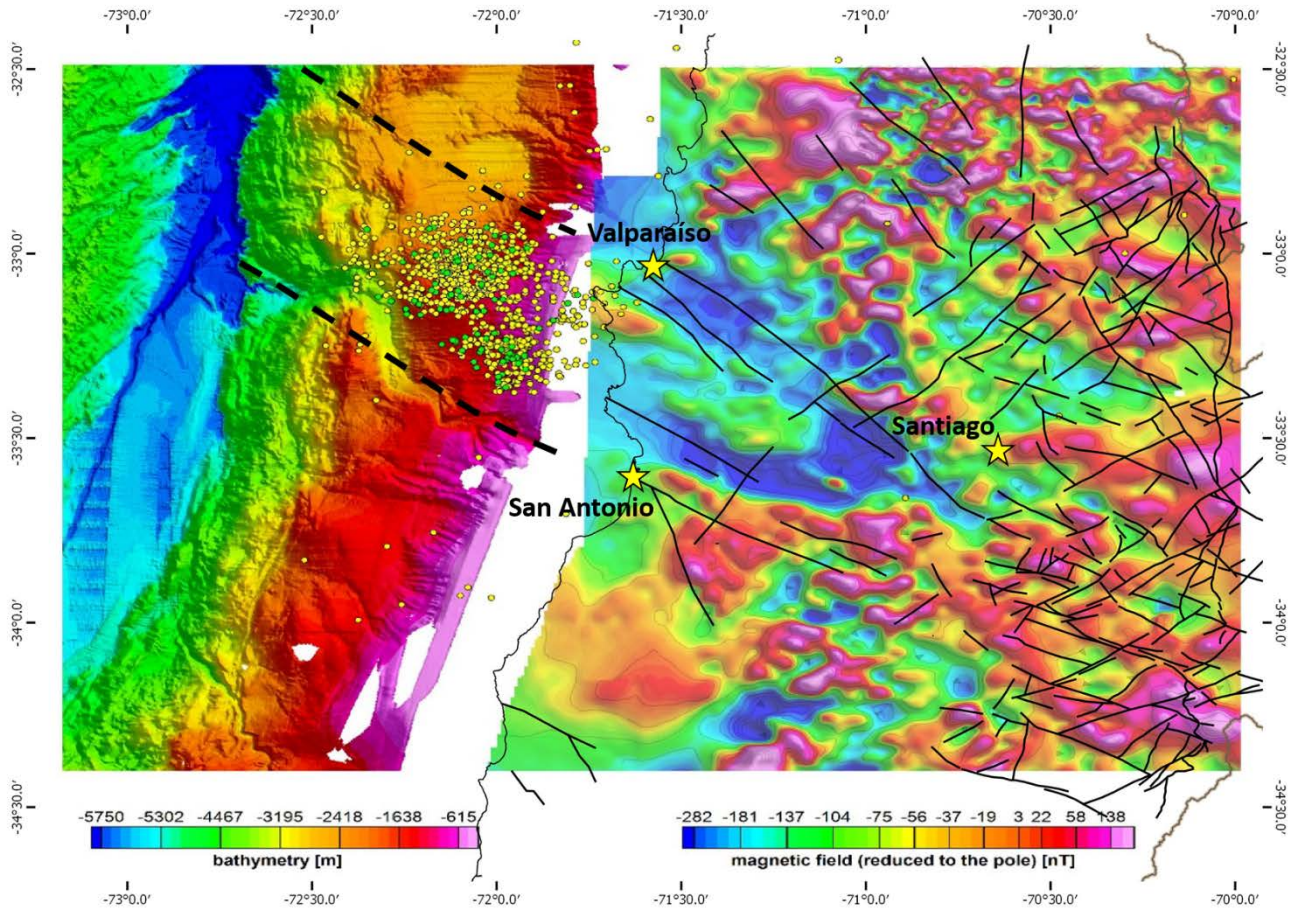 -73°0.0' -72°30.0' -72°0.0' -71°30.0' -71°0.0' -70°30.0' -70°0.0'
-32°30.0' -32°30.0'
Valparaíso
-33°0.0' -33°0.0'
Santiago
-33°30.0' -33°30.0'
San Antonio
-34°0.0' -34°0.0'
-34°30.0' -34°30.0'
-5750 -5302 -4467 -3195 -2418 -1638 -615
bathymetry [m]
-282 -181 -137 -104 -75 -56 -37 -19 3 22 58 138
magnetic field (reduced to the pole) [nT]
-73°0.0' -72°30.0' -72°0.0' -71°30.0' -71°0.0' -70°30.0' -70°0.0'